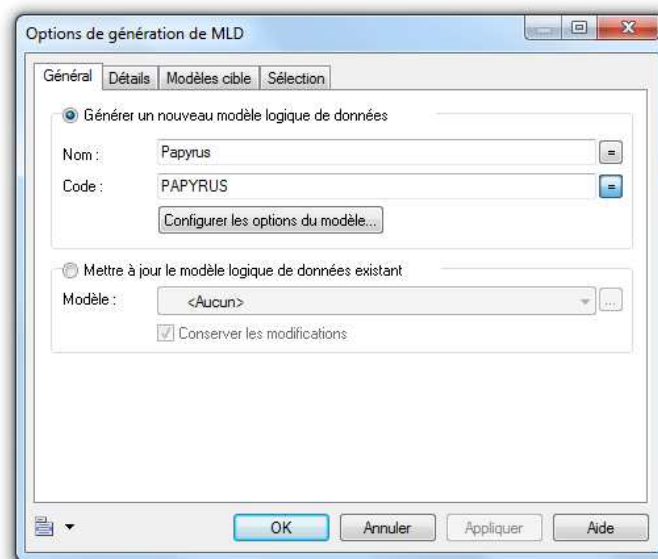 Options de génération de MLD
Général Détails Modèles cible Sélection
Générer un nouveau modèle logique de données
Nom : Papyrus =
Code : PAPYRUS =
Configurer les options du modèle...
Mettre à jour le modèle logique de données existant
Modèle : <Aucun> ...
Conserver les modifications
OK Annuler Appliquer Aide